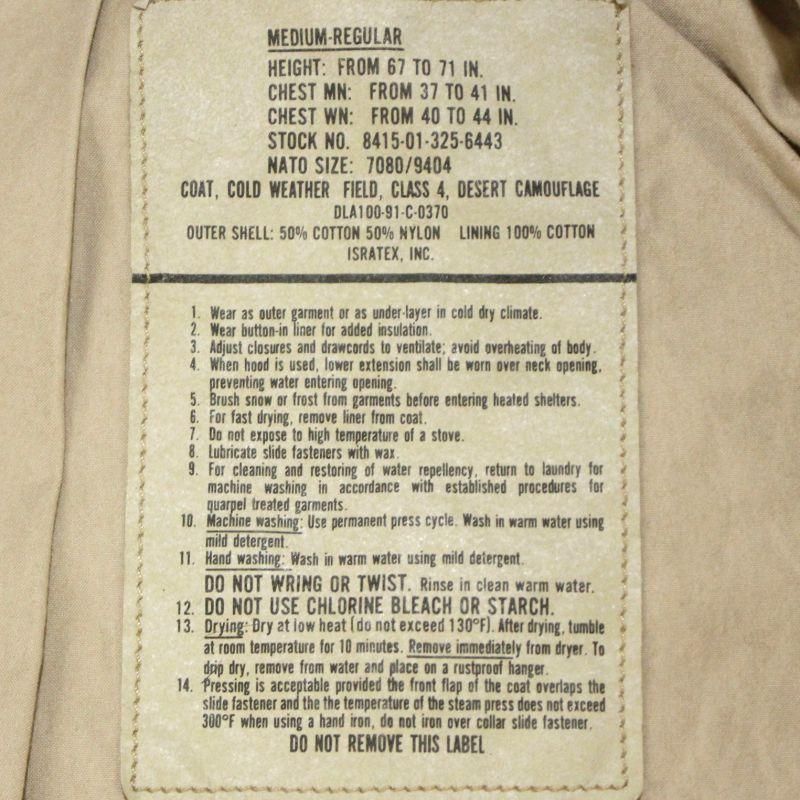 MEDIUM-REGULAR
HEIGHT: FROM 67 TO 71 IN.
CHEST MN: FROM 37 TO 41 IN.
CHEST WN: FROM 40 TO 44 IN.
STOCK NO. 8415-01-325-6443
NATO SIZE: 7080/9404
COAT, COLD WEATHER FIELD, CLASS 4, DESERT CAMOUFLAGE
DLA100-91-C-0370
OUTER SHELL: 50% COTTON 50% NYLON LINING 100% COTTON
ISRATEX, INC.
1. Wear as outer garment or as under-layer in cold dry climate.
2. Wear button-in liner for added insulation.
3. Adjust closures and drawcords to ventilate; avoid overheating of body.
4. When hood is used, lower extension shall be worn over neck opening,
preventing water entering opening.
5. Brush snow or frost from garments before entering heated shelters.
6. For fast drying, remove liner from coat.
7. Do not expose to high temperature of a stove.
8. Lubricate slide fasteners with wax.
9. For cleaning and restoring of water repellency, return to laundry for
machine washing in accordance with established procedures for
quarpel treated garments.
10. Machine washing: Use permanent press cycle. Wash in warm water using
mild detergent.
11. Hand washing: Wash in warm water using mild detergent.
DO NOT WRING OR TWIST. Rinse in clean warm water.
12. DO NOT USE CHLORINE BLEACH OR STARCH.
13. Drying: Dry at low heat (do not exceed 130°F). After drying, tumble
at room temperature for 10 minutes. Remove immediately from dryer. To
drip dry, remove from water and place on a rustproof hanger.
14. Pressing is acceptable provided the front flap of the coat overlaps the
slide fastener and the the temperature of the steam press does not exceed
300°F when using a hand iron, do not iron over collar slide fastener.
DO NOT REMOVE THIS LABEL